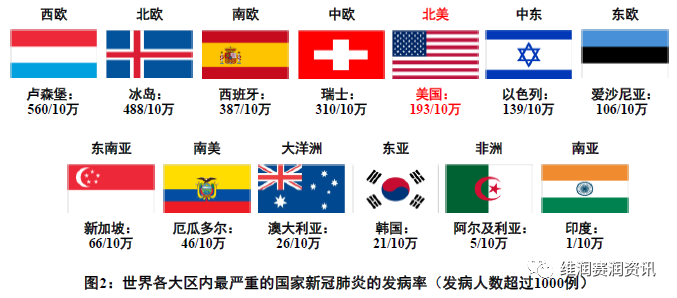 西欧 北欧 南欧 中欧 北美 中东 东欧
卢森堡: 冰岛: 西班牙: 瑞士: 美国: 以色列: 爱沙尼亚:
560/10万 488/10万 387/10万 310/10万 193/10万 139/10万 106/10万
东南亚 南美 大洋洲 东亚 非洲 南亚
新加坡: 厄瓜多尔: 澳大利亚: 韩国: 阿尔及利亚: 印度:
66/10万 46/10万 26/10万 21/10万 5/10万 1/10万
维润赛润资讯
图2:世界各大区内最严重的国家新冠肺炎的发病率(发病人数超过1000例)